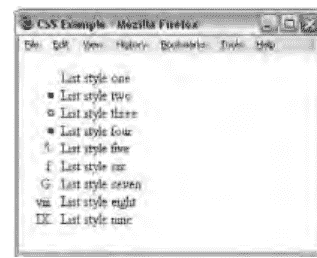 CSS Example - Mozilla Firefox
File Edit View History Bookmarks Tools Help
List style one
List style two
List style three
List style four
List style five
f List style six
G List style seven
viii List style eight
IX List style nine